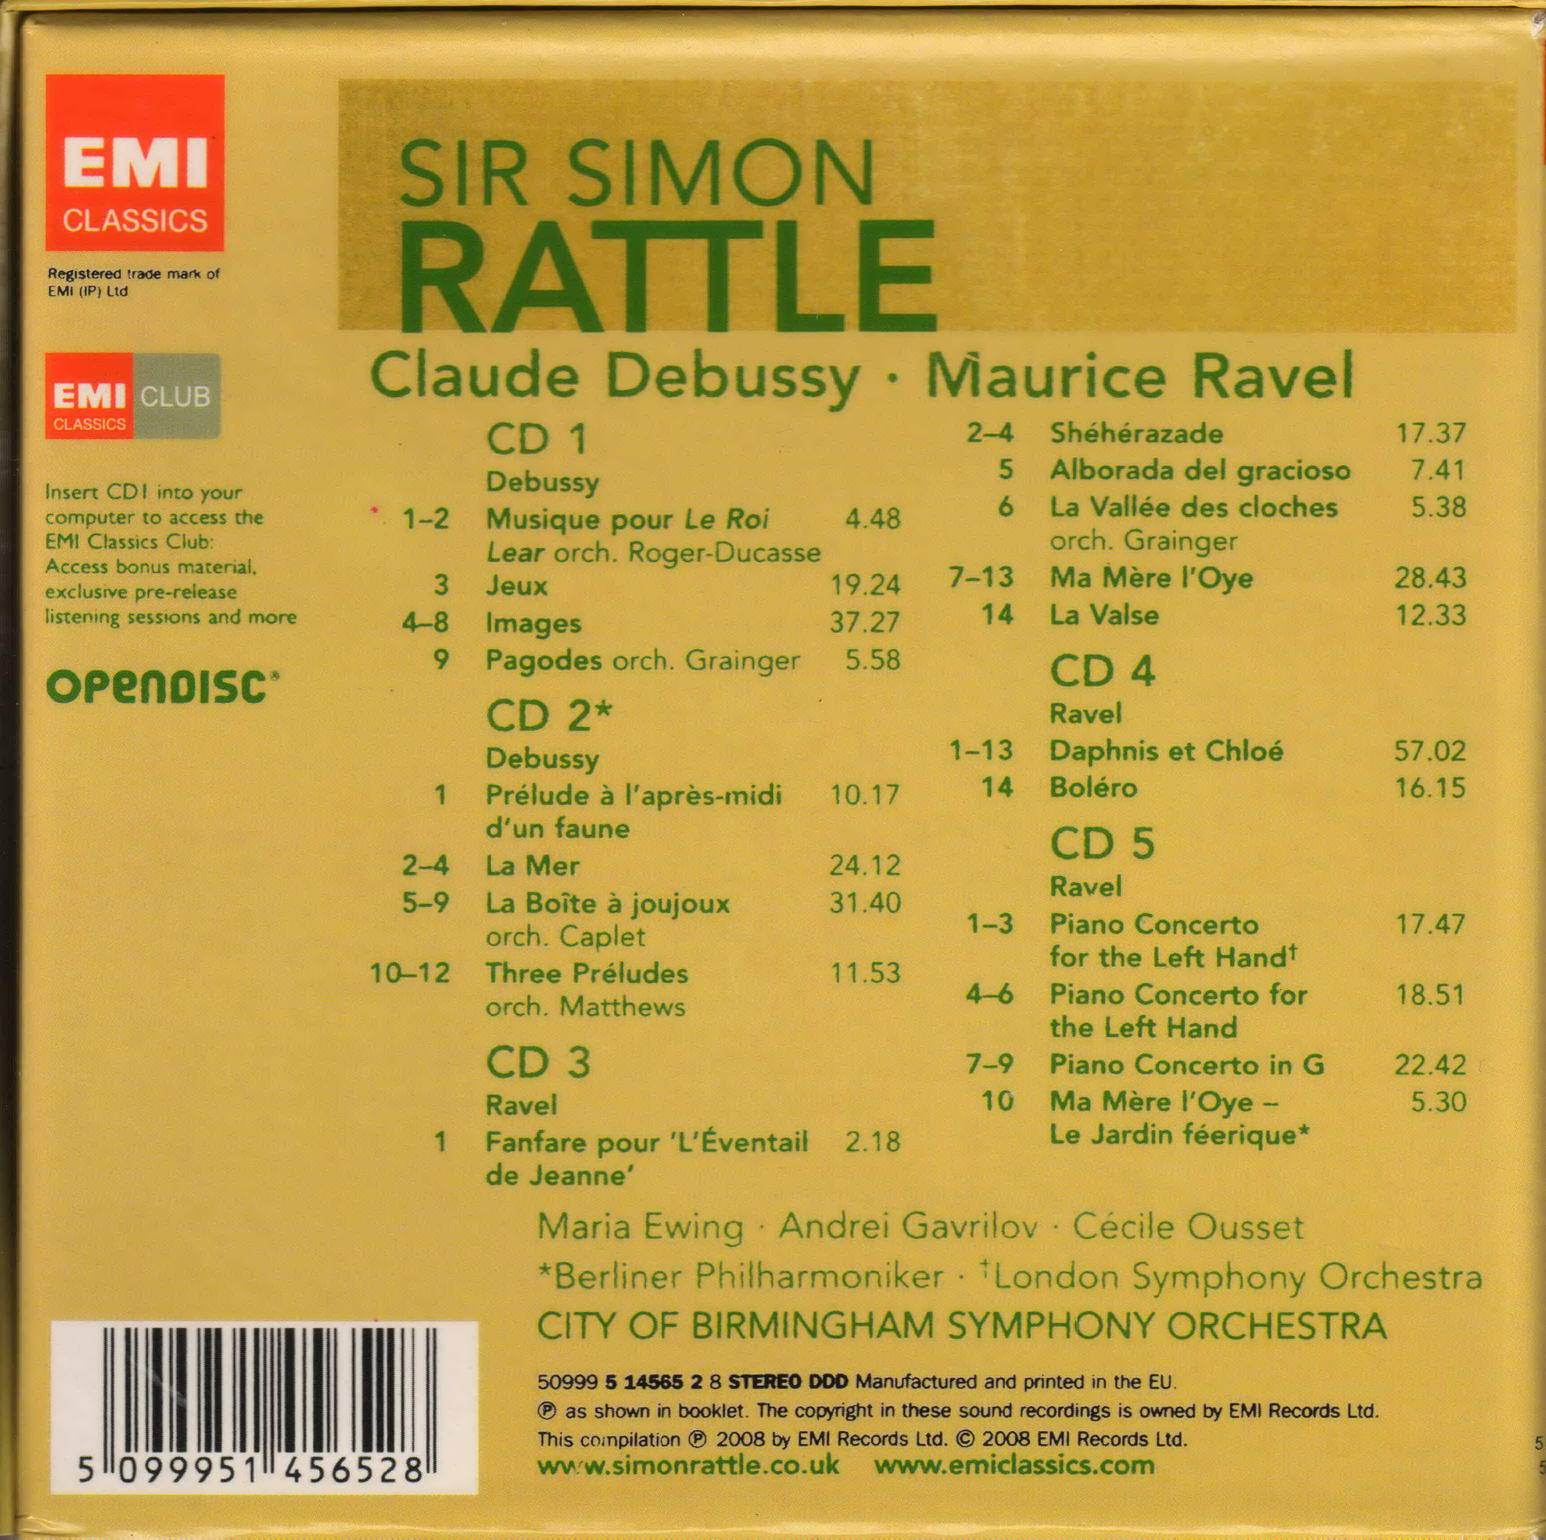 EMI
CLASSICS
Registered trade mark of
EMI (IP) Ltd
EMI
CLASSICS
CLUB
Insert CD1 into your
computer to access the
EMI Classics Club:
Access bonus material,
exclusive pre-release
listening sessions and more
OPENDISC®
SIR SIMON
RATTLE
Claude Debussy · Maurice Ravel
CD 1
Debussy
1–2 Musique pour Le Roi 4.48
Lear orch. Roger-Ducasse
3 Jeux 19.24
4–8 Images 37.27
9 Pagodes orch. Grainger 5.58
CD 2*
Debussy
1 Prélude à l'après-midi 10.17
d'un faune
2–4 La Mer 24.12
5–9 La Boîte à joujoux 31.40
orch. Caplet
10–12 Three Préludes 11.53
orch. Matthews
CD 3
Ravel
1 Fanfare pour 'L'Éventail 2.18
de Jeanne'
2–4 Shéhérazade 17.37
5 Alborada del gracioso 7.41
6 La Vallée des cloches 5.38
orch. Grainger
7–13 Ma Mère l'Oye 28.43
14 La Valse 12.33
CD 4
Ravel
1–13 Daphnis et Chloé 57.02
14 Boléro 16.15
CD 5
Ravel
1–3 Piano Concerto 17.47
for the Left Hand†
4–6 Piano Concerto for 18.51
the Left Hand
7–9 Piano Concerto in G 22.42
10 Ma Mère l'Oye – 5.30
Le Jardin féerique*
Maria Ewing · Andrei Gavrilov · Cécile Ousset
*Berliner Philharmoniker · †London Symphony Orchestra
CITY OF BIRMINGHAM SYMPHONY ORCHESTRA
50999 5 14565 2 8 STEREO DDD Manufactured and printed in the EU.
℗ as shown in booklet. The copyright in these sound recordings is owned by EMI Records Ltd.
This compilation ℗ 2008 by EMI Records Ltd. © 2008 EMI Records Ltd.
www.simonrattle.co.uk www.emiclassics.com
5 099951 456528